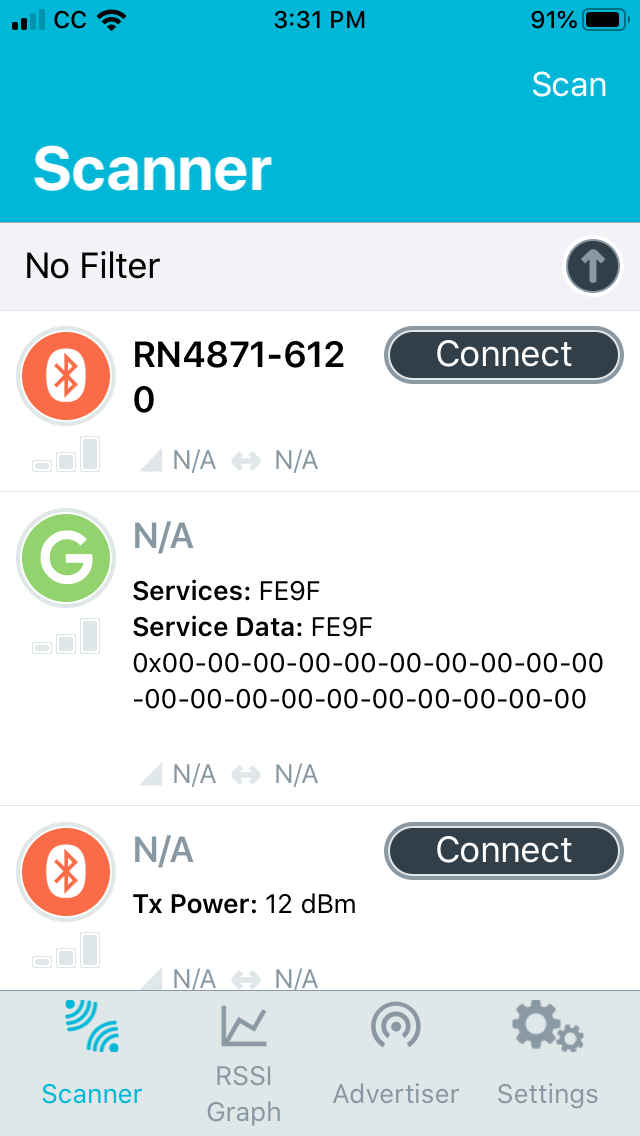 CC 3:31 PM 91%
Scan
Scanner
No Filter
RN4871-612
0
Connect
N/A N/A
G
N/A
Services: FE9F
Service Data: FE9F
0x00-00-00-00-00-00-00-00-00-00
-00-00-00-00-00-00-00-00-00-00
N/A N/A
N/A
Connect
Tx Power: 12 dBm
N/A N/A
Scanner
RSSI
Graph
Advertiser
Settings